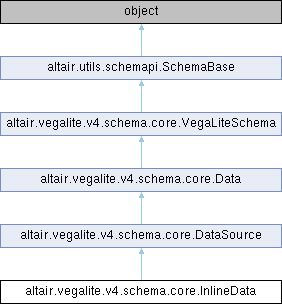 object
altair.utils.schemapi.SchemaBase
altair.vegalite.v4.schema.core.VegaLiteSchema
altair.vegalite.v4.schema.core.Data
altair.vegalite.v4.schema.core.DataSource
altair.vegalite.v4.schema.core.InlineData